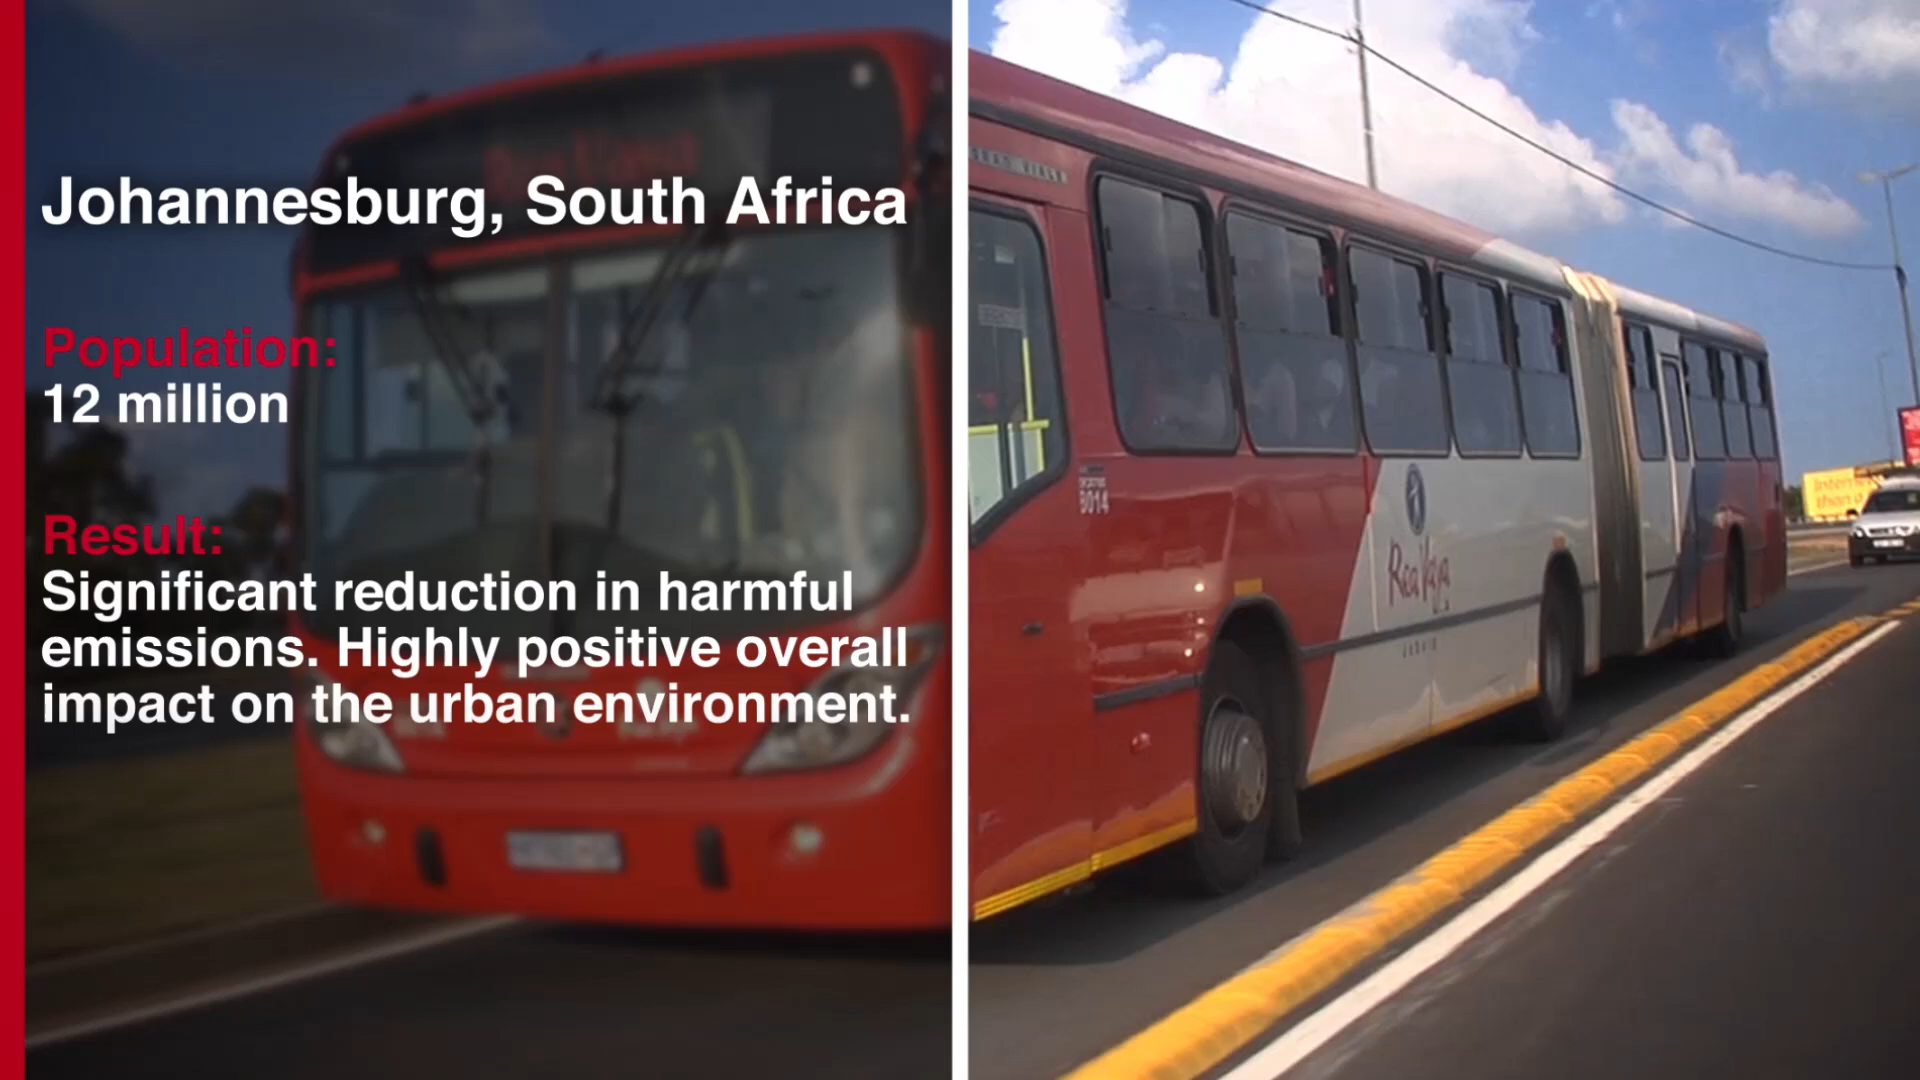 Johannesburg, South Africa
Population:
12 million
Result:
Significant reduction in harmful
emissions. Highly positive overall
impact on the urban environment.
B014
Rea Vaya